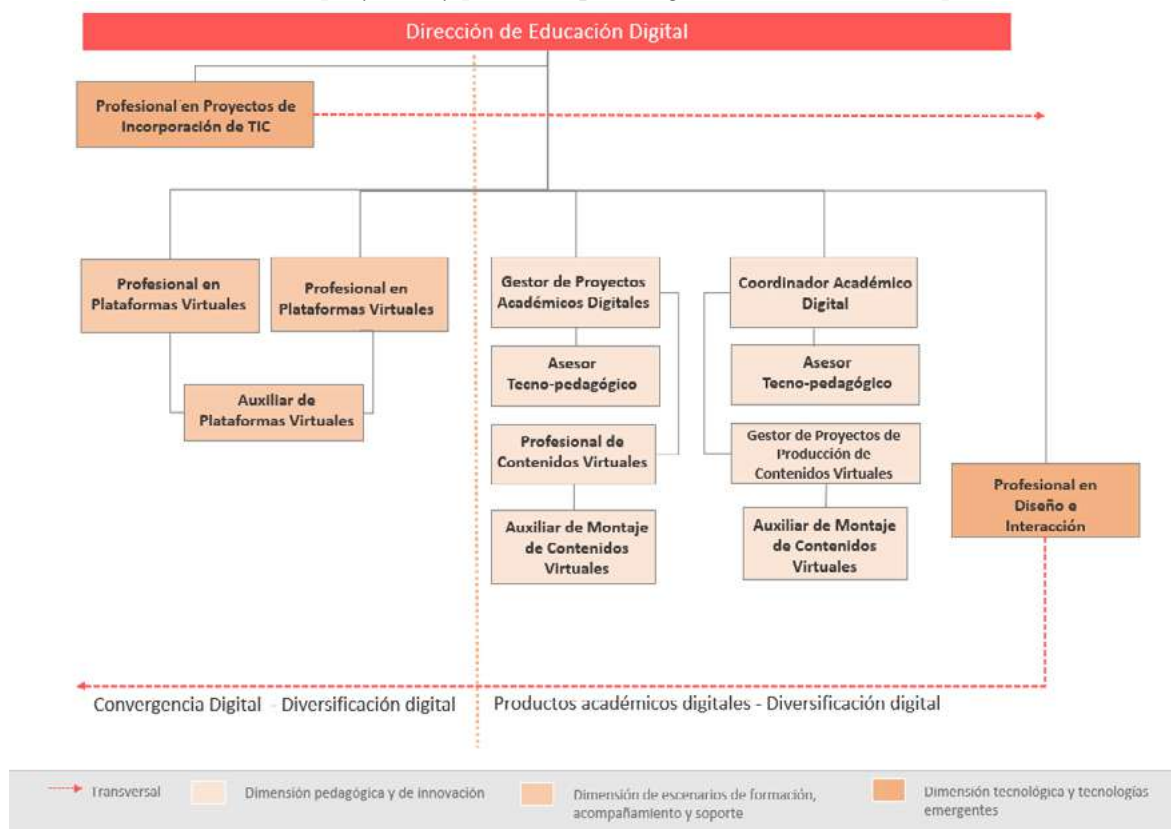 Dirección de Educación Digital
Profesional en Proyectos de
Incorporación de TIC
Profesional en
Plataformas Virtuales
Profesional en
Plataformas Virtuales
Gestor de Proyectos
Académicos Digitales
Coordinador Académico
Digital
Asesor
Tecno-pedagógico
Asesor
Tecno-pedagógico
Auxiliar de
Plataformas Virtuales
Profesional de
Contenidos Virtuales
Gestor de Proyectos de
Producción de
Contenidos Virtuales
Profesional en
Diseño e
Interacción
Auxiliar de Montaje
de Contenidos
Virtuales
Auxiliar de Montaje
de Contenidos
Virtuales
Convergencia Digital - Diversificación digital
Productos académicos digitales - Diversificación digital
Transversal
Dimensión pedagógica y de innovación
Dimensión de escenarios de formación,
acompañamiento y soporte
Dimensión tecnológica y tecnologías
emergentes